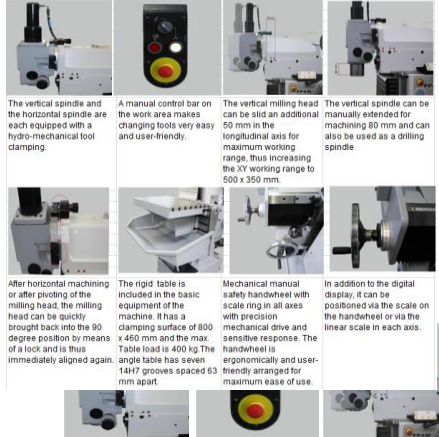 The vertical spindle and
the horizontal spindle are
each equipped with a
hydro-mechanical tool
clamping.
A manual control bar on
the work area makes
changing tools very easy
and user-friendly.
The vertical milling head
can be slid an additional
50 mm in the
longitudinal axis for
maximum working
range, thus increasing
the XY working range to
500 x 350 mm.
The vertical spindle can be
manually extended for
machining 80 mm and can
also be used as a drilling
spindle
After horizontal machining
or after pivoting of the
milling head, the milling
head can be quickly
brought back into the 90
degree position by means
of a lock and is thus
immediately aligned again.
The rigid table is
included in the basic
equipment of the
machine. It has a
clamping surface of 800
x 460 mm and the max.
Table load is 400 kg.The
angle table has seven
14H7 grooves spaced 63
mm apart.
Mechanical manual
safety handwheel with
scale ring in all axes
with precision
mechanical drive and
sensitive response. The
handwheel is
ergonomically and user-
friendly arranged for
maximum ease of use.
In addition to the digital
display, it can be
positioned via the scale on
the handwheel or via the
linear scale in each axis.